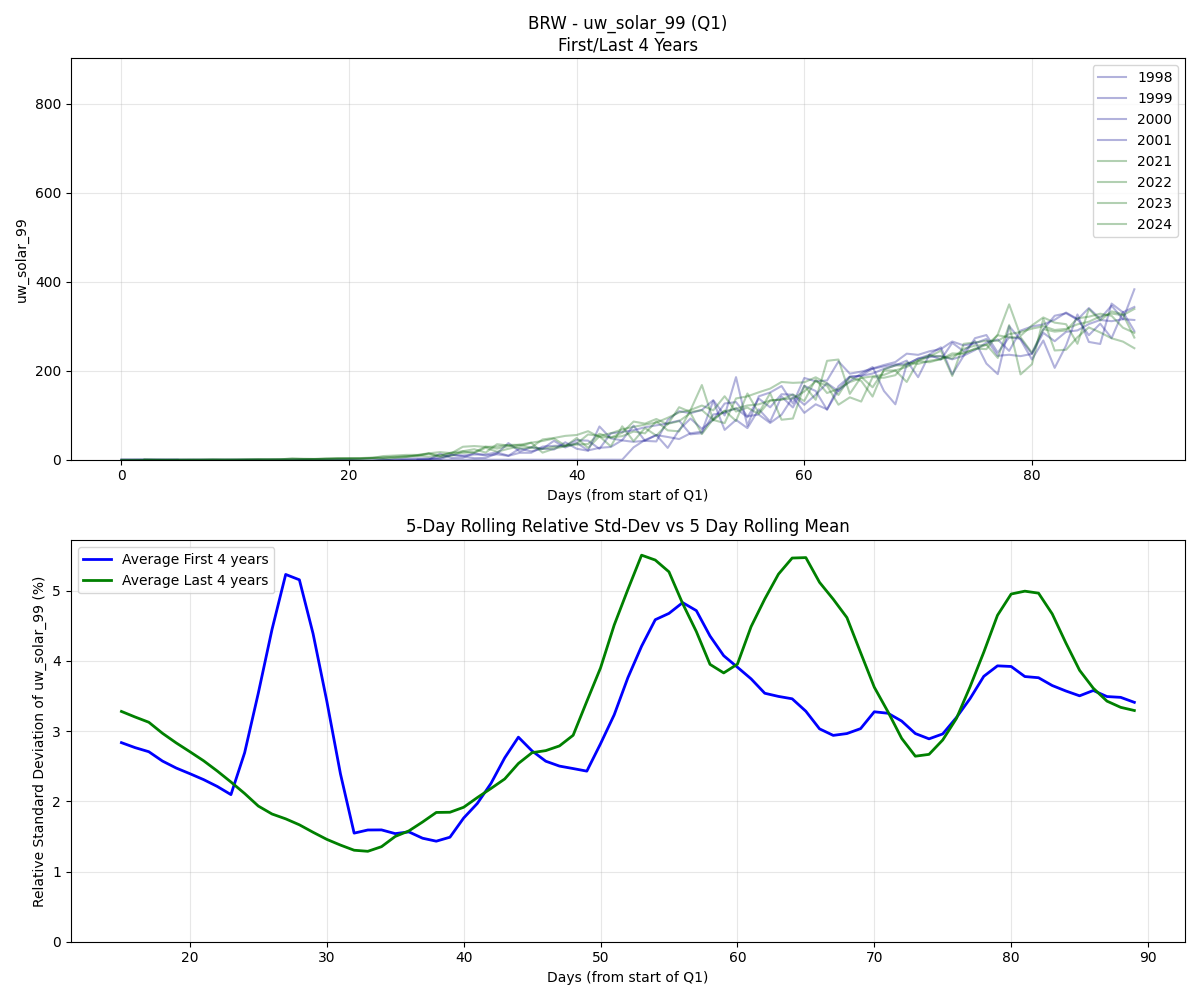 BRW - uw_solar_99 (Q1)
First/Last 4 Years
800
600
400
200
0
uw_solar_99
1998
1999
2000
2001
2021
2022
2023
2024
0 20 40 60 80
Days (from start of Q1)
5-Day Rolling Relative Std-Dev vs 5 Day Rolling Mean
Average First 4 years
Average Last 4 years
5
4
3
2
1
0
Relative Standard Deviation of uw_solar_99 (%)
20 30 40 50 60 70 80 90
Days (from start of Q1)